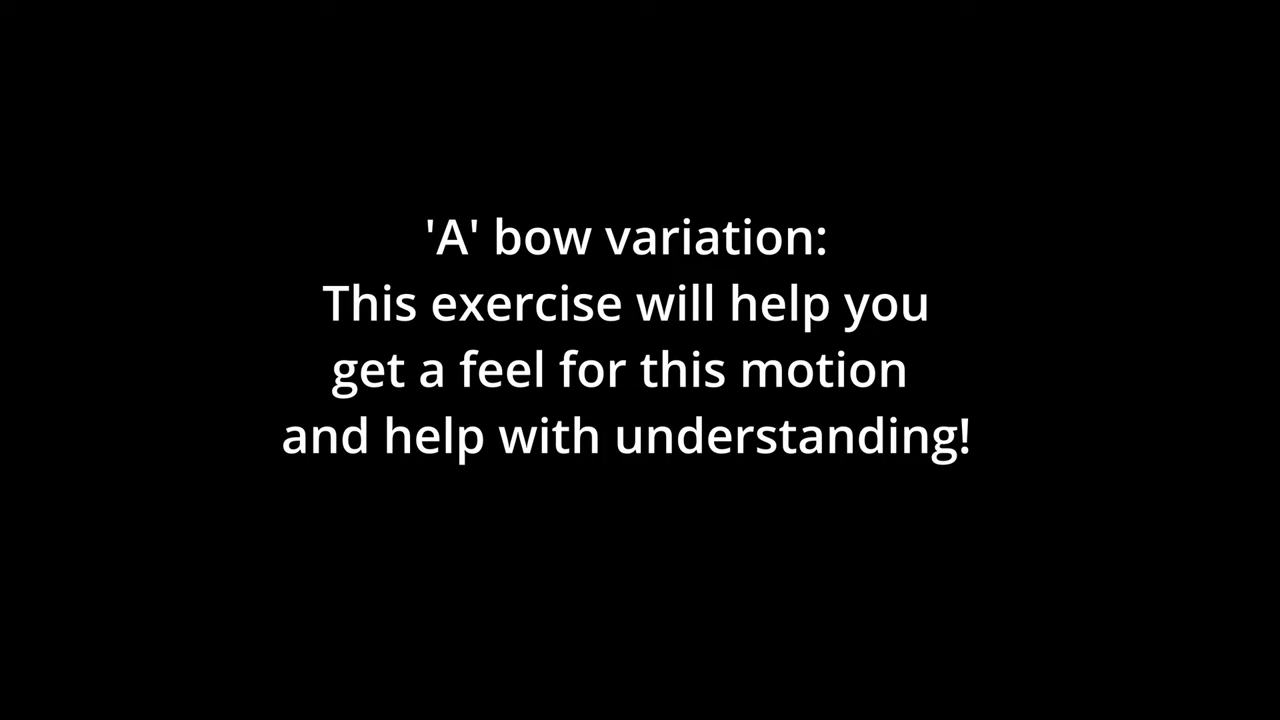 'A' bow variation:
This exercise will help you
get a feel for this motion
and help with understanding!